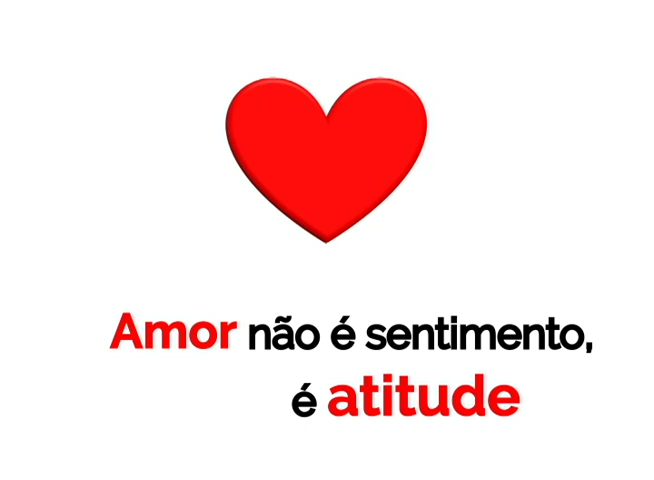 Amor não é sentimento,
é atitude